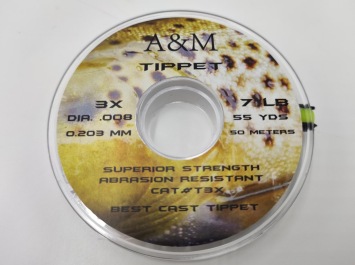 A&M
TIPPET
3X 7 LB
DIA. .008 55 YDS
0.203 MM 50 METERS
SUPERIOR STRENGTH
ABRASION RESISTANT
CAT#T3X
BEST CAST TIPPET